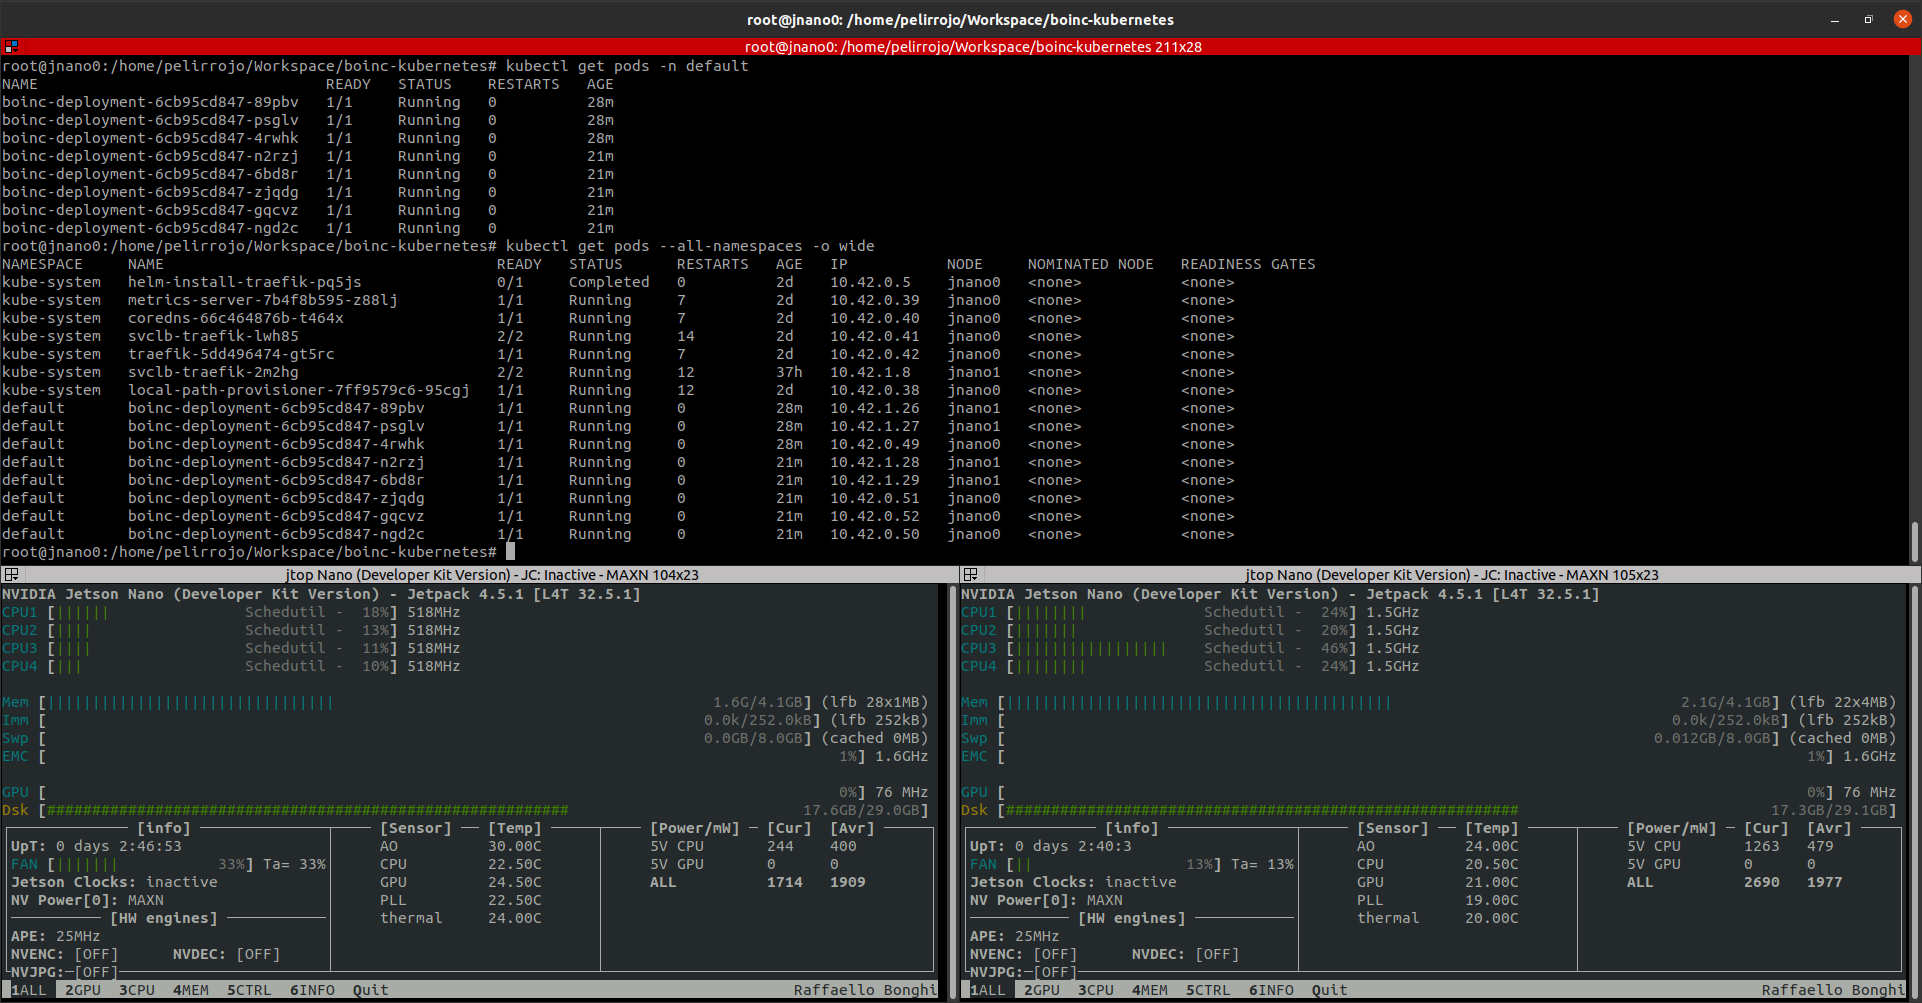 root@jnano0: /home/pelirrojo/Workspace/boinc-kubernetes
root@jnano0: /home/pelirrojo/Workspace/boinc-kubernetes 211x28
root@jnano0:/home/pelirrojo/Workspace/boinc-kubernetes# kubectl get pods -n default
NAME READY STATUS RESTARTS AGE
boinc-deployment-6cb95cd847-89pbv 1/1 Running 0 28m
boinc-deployment-6cb95cd847-psglv 1/1 Running 0 28m
boinc-deployment-6cb95cd847-4rwhk 1/1 Running 0 28m
boinc-deployment-6cb95cd847-n2rzj 1/1 Running 0 21m
boinc-deployment-6cb95cd847-6bd8r 1/1 Running 0 21m
boinc-deployment-6cb95cd847-zjqdg 1/1 Running 0 21m
boinc-deployment-6cb95cd847-gqcvz 1/1 Running 0 21m
boinc-deployment-6cb95cd847-ngd2c 1/1 Running 0 21m
root@jnano0:/home/pelirrojo/Workspace/boinc-kubernetes# kubectl get pods --all-namespaces -o wide
NAMESPACE NAME READY STATUS RESTARTS AGE IP NODE NOMINATED NODE READINESS GATES
kube-system helm-install-traefik-pq5js 0/1 Completed 0 2d 10.42.0.5 jnano0 <none> <none>
kube-system metrics-server-7b4f8b595-z88lj 1/1 Running 7 2d 10.42.0.39 jnano0 <none> <none>
kube-system coredns-66c464876b-t464x 1/1 Running 7 2d 10.42.0.40 jnano0 <none> <none>
kube-system svclb-traefik-lwh85 2/2 Running 14 2d 10.42.0.41 jnano0 <none> <none>
kube-system traefik-5dd496474-gt5rc 1/1 Running 7 2d 10.42.0.42 jnano0 <none> <none>
kube-system svclb-traefik-2m2hg 2/2 Running 12 37h 10.42.1.8 jnano1 <none> <none>
kube-system local-path-provisioner-7ff9579c6-95cgj 1/1 Running 12 2d 10.42.0.38 jnano0 <none> <none>
default boinc-deployment-6cb95cd847-89pbv 1/1 Running 0 28m 10.42.1.26 jnano1 <none> <none>
default boinc-deployment-6cb95cd847-psglv 1/1 Running 0 28m 10.42.1.27 jnano1 <none> <none>
default boinc-deployment-6cb95cd847-4rwhk 1/1 Running 0 28m 10.42.0.49 jnano0 <none> <none>
default boinc-deployment-6cb95cd847-n2rzj 1/1 Running 0 21m 10.42.1.28 jnano1 <none> <none>
default boinc-deployment-6cb95cd847-6bd8r 1/1 Running 0 21m 10.42.1.29 jnano1 <none> <none>
default boinc-deployment-6cb95cd847-zjqdg 1/1 Running 0 21m 10.42.0.51 jnano0 <none> <none>
default boinc-deployment-6cb95cd847-gqcvz 1/1 Running 0 21m 10.42.0.52 jnano0 <none> <none>
default boinc-deployment-6cb95cd847-ngd2c 1/1 Running 0 21m 10.42.0.50 jnano0 <none> <none>
root@jnano0:/home/pelirrojo/Workspace/boinc-kubernetes#
jtop Nano (Developer Kit Version) - JC: Inactive - MAXN 104x23
NVIDIA Jetson Nano (Developer Kit Version) - Jetpack 4.5.1 [L4T 32.5.1]
CPU1 [|||||| Schedutil - 18%] 518MHz
CPU2 [|||| Schedutil - 13%] 518MHz
CPU3 [|||| Schedutil - 11%] 518MHz
CPU4 [||| Schedutil - 10%] 518MHz
Mem [|||||||||||||||||||||||||||||||| 1.6G/4.1GB] (lfb 28x1MB)
Imm [ 0.0k/252.0kB] (lfb 252kB)
Swp [ 0.0GB/8.0GB] (cached 0MB)
EMC [ 1%] 1.6GHz
GPU [ 0%] 76 MHz
Dsk [########################################################## 17.6GB/29.0GB]
[info] [Sensor] [Temp] [Power/mW] [Cur] [Avr]
UpT: 0 days 2:46:53 AO 30.00C 5V CPU 244 400
FAN [||||||| 33%] Ta= 33% CPU 22.50C 5V GPU 0 0
Jetson Clocks: inactive GPU 24.50C ALL 1714 1909
NV Power[0]: MAXN PLL 22.50C
[HW engines] thermal 24.00C
APE: 25MHz
NVENC: [OFF] NVDEC: [OFF]
NVJPG: [OFF]
1ALL 2GPU 3CPU 4MEM 5CTRL 6INFO Quit Raffaello Bonghi
jtop Nano (Developer Kit Version) - JC: Inactive - MAXN 105x23
NVIDIA Jetson Nano (Developer Kit Version) - Jetpack 4.5.1 [L4T 32.5.1]
CPU1 [|||||||| Schedutil - 24%] 1.5GHz
CPU2 [||||||| Schedutil - 20%] 1.5GHz
CPU3 [||||||||||||||||| Schedutil - 46%] 1.5GHz
CPU4 [|||||||| Schedutil - 24%] 1.5GHz
Mem [||||||||||||||||||||||||||||||||||||||||||| 2.1G/4.1GB] (lfb 22x4MB)
Imm [ 0.0k/252.0kB] (lfb 252kB)
Swp [ 0.012GB/8.0GB] (cached 0MB)
EMC [ 1%] 1.6GHz
GPU [ 0%] 76 MHz
Dsk [######################################################### 17.3GB/29.1GB]
[info] [Sensor] [Temp] [Power/mW] [Cur] [Avr]
UpT: 0 days 2:40:3 AO 24.00C 5V CPU 1263 479
FAN [|| 13%] Ta= 13% CPU 20.50C 5V GPU 0 0
Jetson Clocks: inactive GPU 21.00C ALL 2690 1977
NV Power[0]: MAXN PLL 19.00C
[HW engines] thermal 20.00C
APE: 25MHz
NVENC: [OFF] NVDEC: [OFF]
NVJPG: [OFF]
1ALL 2GPU 3CPU 4MEM 5CTRL 6INFO Quit Raffaello Bonghi